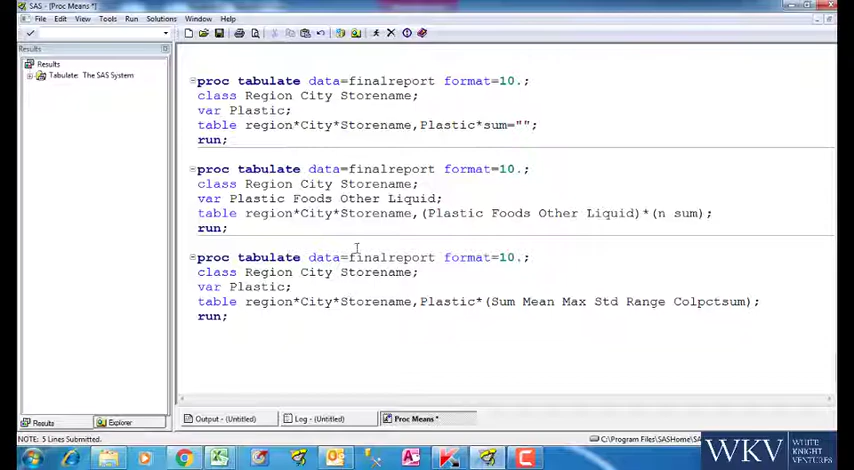 SAS - [Proc Means *]
File Edit View Tools Run Solutions Window Help
Results
Results
Tabulate: The SAS System
proc tabulate data=finalreport format=10.;
class Region City Storename;
var Plastic;
table region*City*Storename,Plastic*sum="";
run;
proc tabulate data=finalreport format=10.;
class Region City Storename;
var Plastic Foods Other Liquid;
table region*City*Storename,(Plastic Foods Other Liquid)*(n sum);
run;
proc tabulate data=finalreport format=10.;
class Region City Storename;
var Plastic;
table region*City*Storename,Plastic*(Sum Mean Max Std Range Colpctsum);
run;
Results Explorer
Output - (Untitled) Log - (Untitled) Proc Means *
NOTE: 5 Lines Submitted.
C:\Program Files\SASHome\SAS
WKV WHITE KNIGHT VENTURES